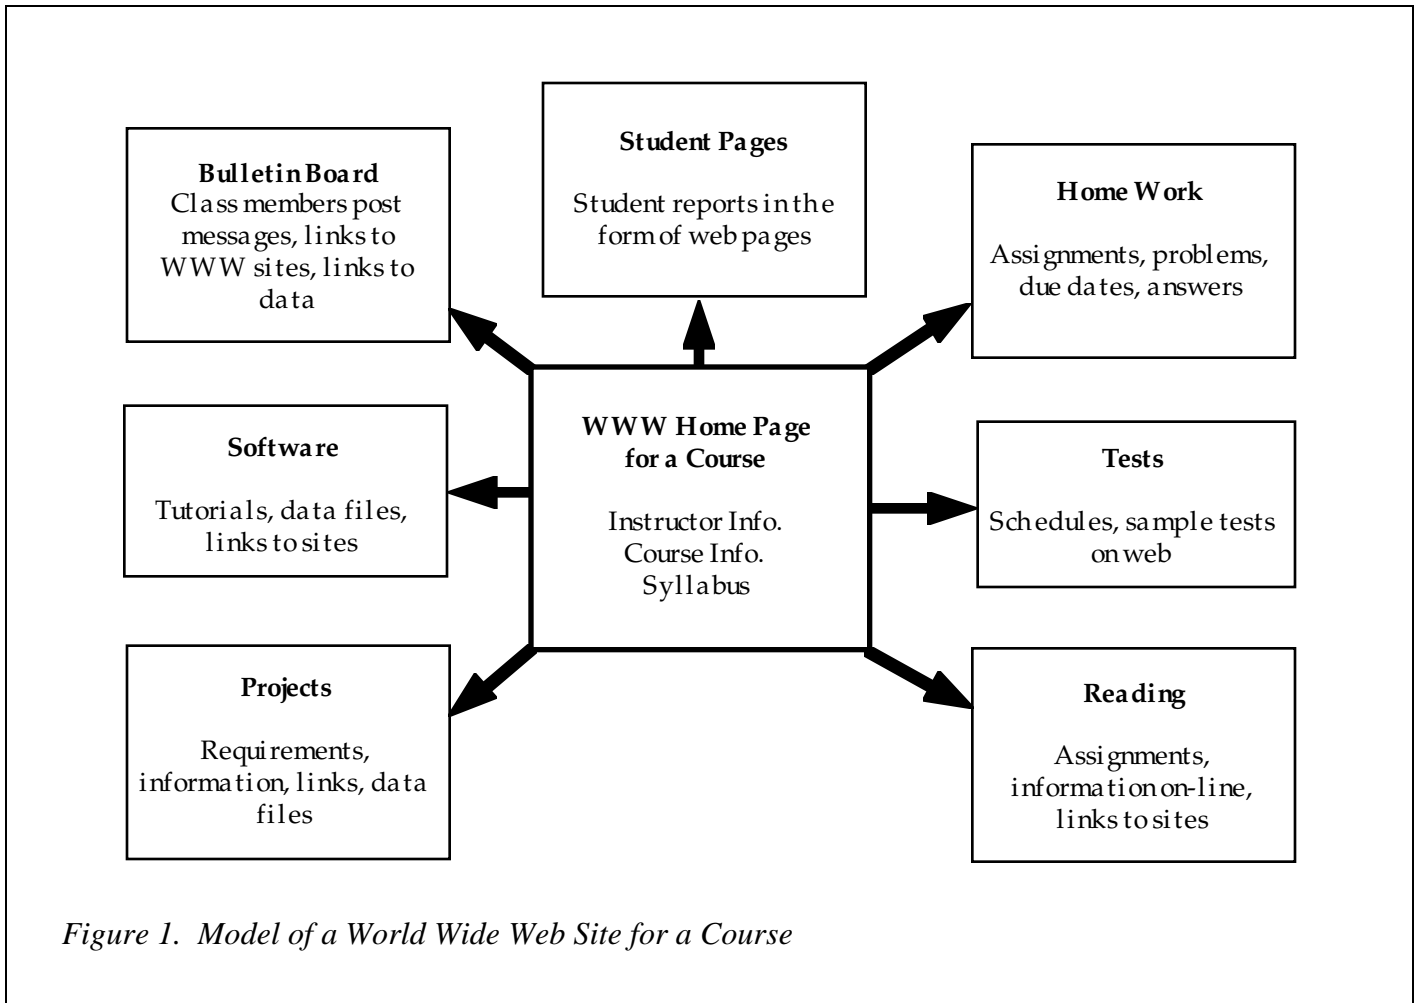 Bulletin Board
Class members post
messages, links to
WWW sites, links to
data
Student Pages
Student reports in the
form of web pages
Home Work
Assignments, problems,
due dates, answers
Software
Tutorials, data files,
links to sites
WWW Home Page
for a Course
Instructor Info.
Course Info.
Syllabus
Tests
Schedules, sample tests
on web
Projects
Requirements,
information, links, data
files
Reading
Assignments,
information on-line,
links to sites
Figure 1. Model of a World Wide Web Site for a Course